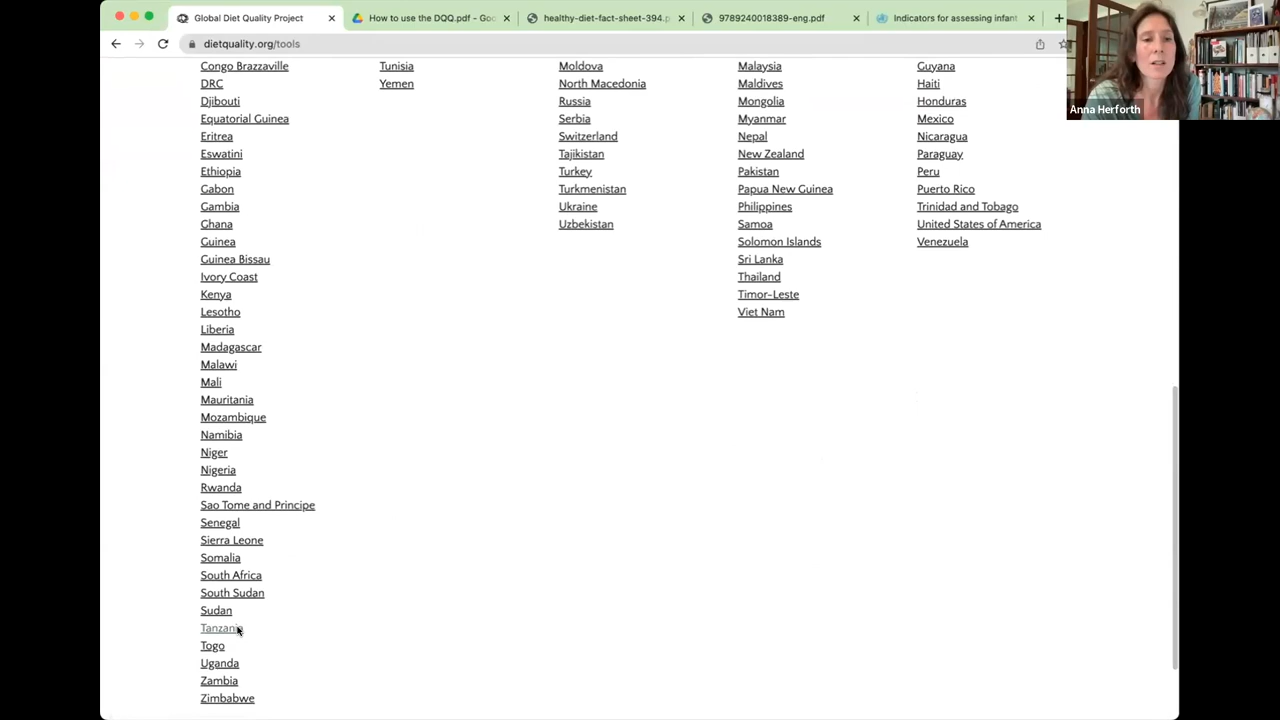 Global Diet Quality Project
How to use the DQQ.pdf - Goo
healthy-diet-fact-sheet-394.p
9789240018389-eng.pdf
Indicators for assessing infant
dietquality.org/tools
Anna Herforth
Congo Brazzaville
DRC
Djibouti
Equatorial Guinea
Eritrea
Eswatini
Ethiopia
Gabon
Gambia
Ghana
Guinea
Guinea Bissau
Ivory Coast
Kenya
Lesotho
Liberia
Madagascar
Malawi
Mali
Mauritania
Mozambique
Namibia
Niger
Nigeria
Rwanda
Sao Tome and Principe
Senegal
Sierra Leone
Somalia
South Africa
South Sudan
Sudan
Tanzania
Togo
Uganda
Zambia
Zimbabwe
Tunisia
Yemen
Moldova
North Macedonia
Russia
Serbia
Switzerland
Tajikistan
Turkey
Turkmenistan
Ukraine
Uzbekistan
Malaysia
Maldives
Mongolia
Myanmar
Nepal
New Zealand
Pakistan
Papua New Guinea
Philippines
Samoa
Solomon Islands
Sri Lanka
Thailand
Timor-Leste
Viet Nam
Guyana
Haiti
Honduras
Mexico
Nicaragua
Paraguay
Peru
Puerto Rico
Trinidad and Tobago
United States of America
Venezuela